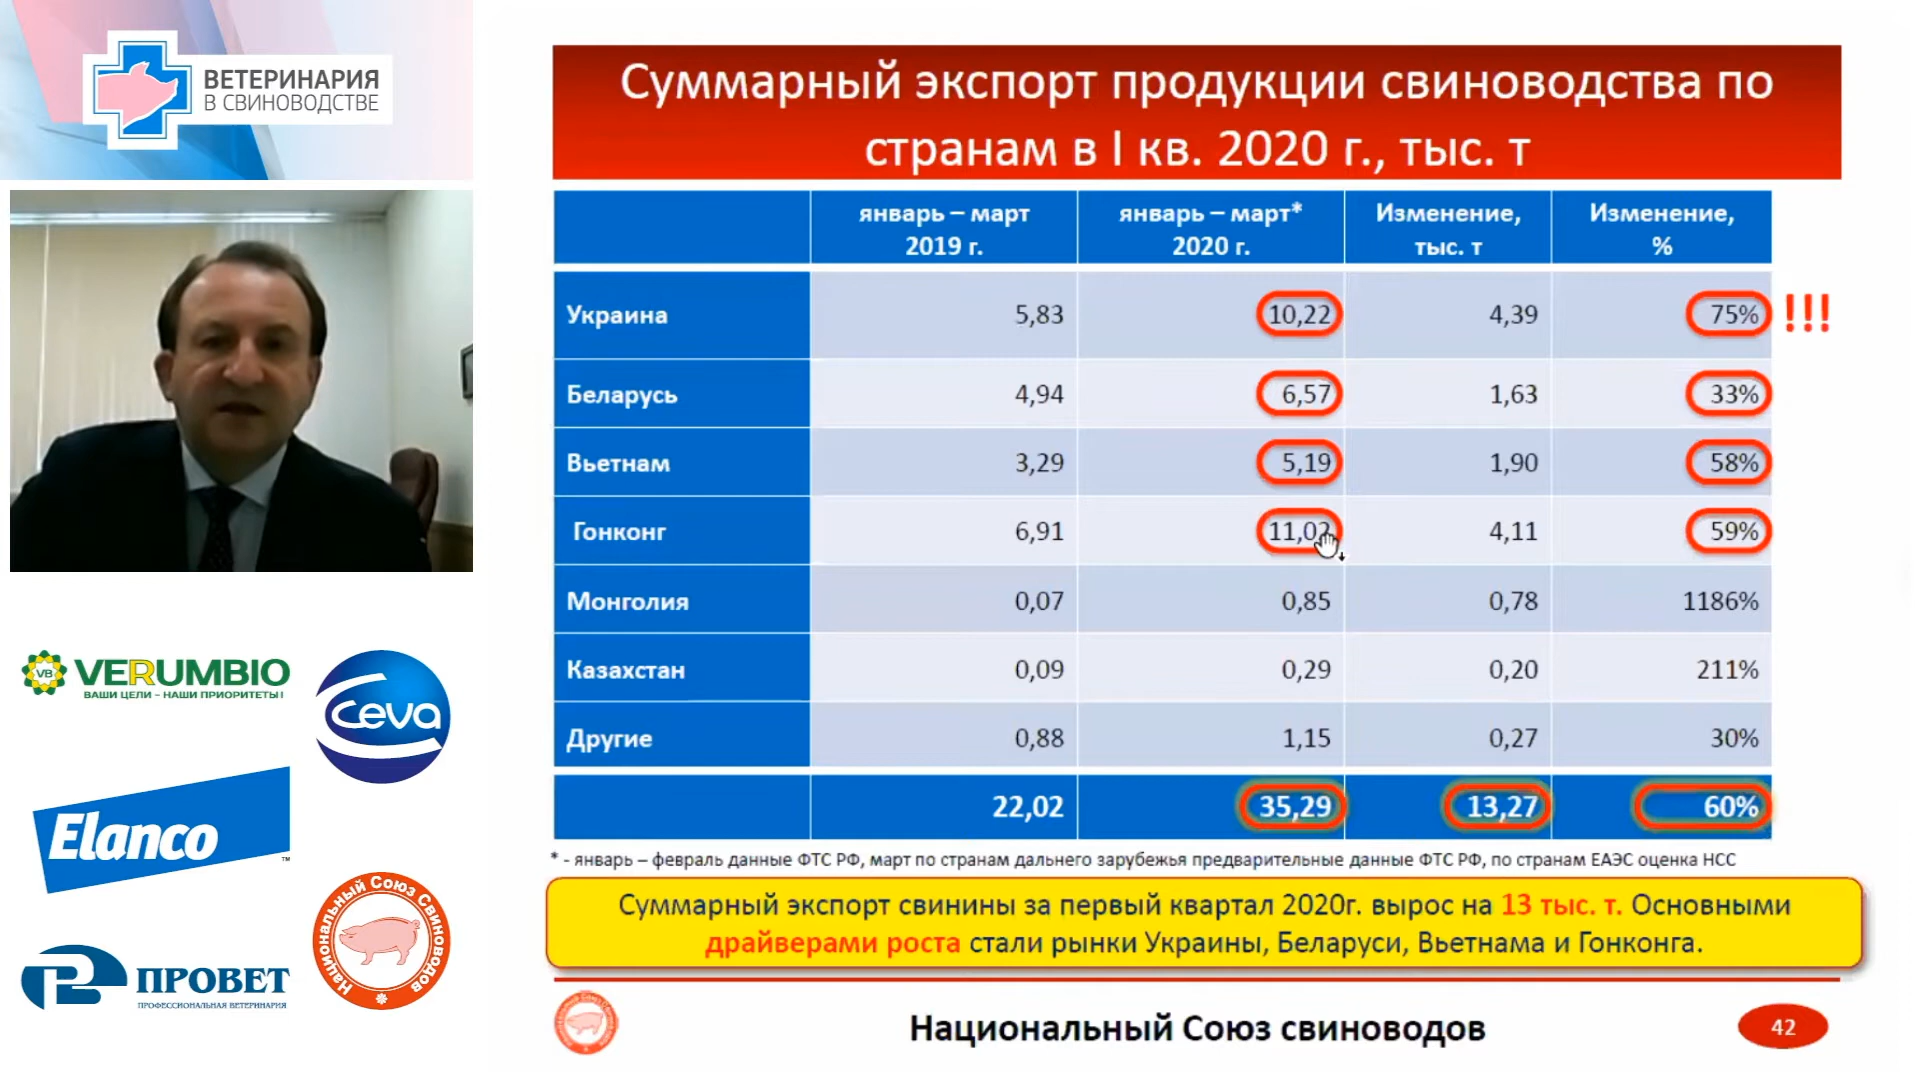 ВЕТЕРИНАРИЯ
В СВИНОВОДСТВЕ
VB VERUMBIO
ВАШИ ЦЕЛИ – НАШИ ПРИОРИТЕТЫ!
ceva
Elanco ™
Национальный Союз Свиноводов
ПРОВЕТ
ПРОФЕССИОНАЛЬНАЯ ВЕТЕРИНАРИЯ
Суммарный экспорт продукции свиноводства по
странам в I кв. 2020 г., тыс. т
январь – март 2019 г. январь – март* 2020 г. Изменение, тыс. т Изменение, %
Украина 5,83 10,22 4,39 75% !!!
Беларусь 4,94 6,57 1,63 33%
Вьетнам 3,29 5,19 1,90 58%
Гонконг 6,91 11,02 4,11 59%
Монголия 0,07 0,85 0,78 1186%
Казахстан 0,09 0,29 0,20 211%
Другие 0,88 1,15 0,27 30%
22,02 35,29 13,27 60%
* - январь – февраль данные ФТС РФ, март по странам дальнего зарубежья предварительные данные ФТС РФ, по странам ЕАЭС оценка НСС
Суммарный экспорт свинины за первый квартал 2020г. вырос на 13 тыс. т. Основными
драйверами роста стали рынки Украины, Беларуси, Вьетнама и Гонконга.
Национальный Союз свиноводов
42